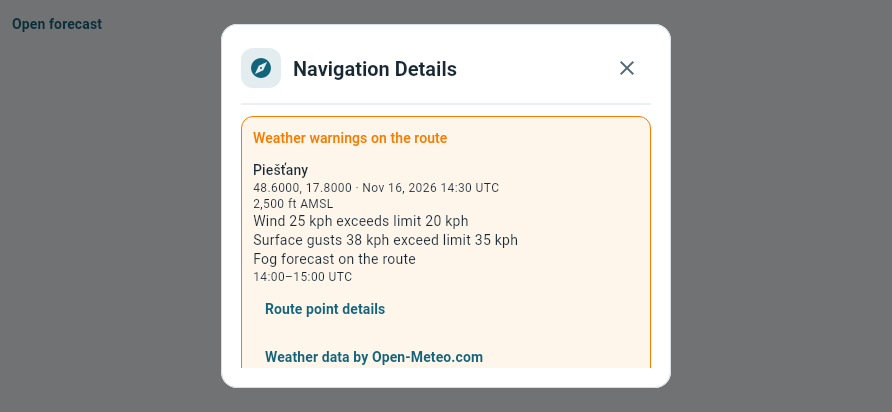 Open forecast
Navigation Details
Weather warnings on the route
Piešťany
48.6000, 17.8000 · Nov 16, 2026 14:30 UTC
2,500 ft AMSL
Wind 25 kph exceeds limit 20 kph
Surface gusts 38 kph exceed limit 35 kph
Fog forecast on the route
14:00–15:00 UTC
Route point details
Weather data by Open-Meteo.com